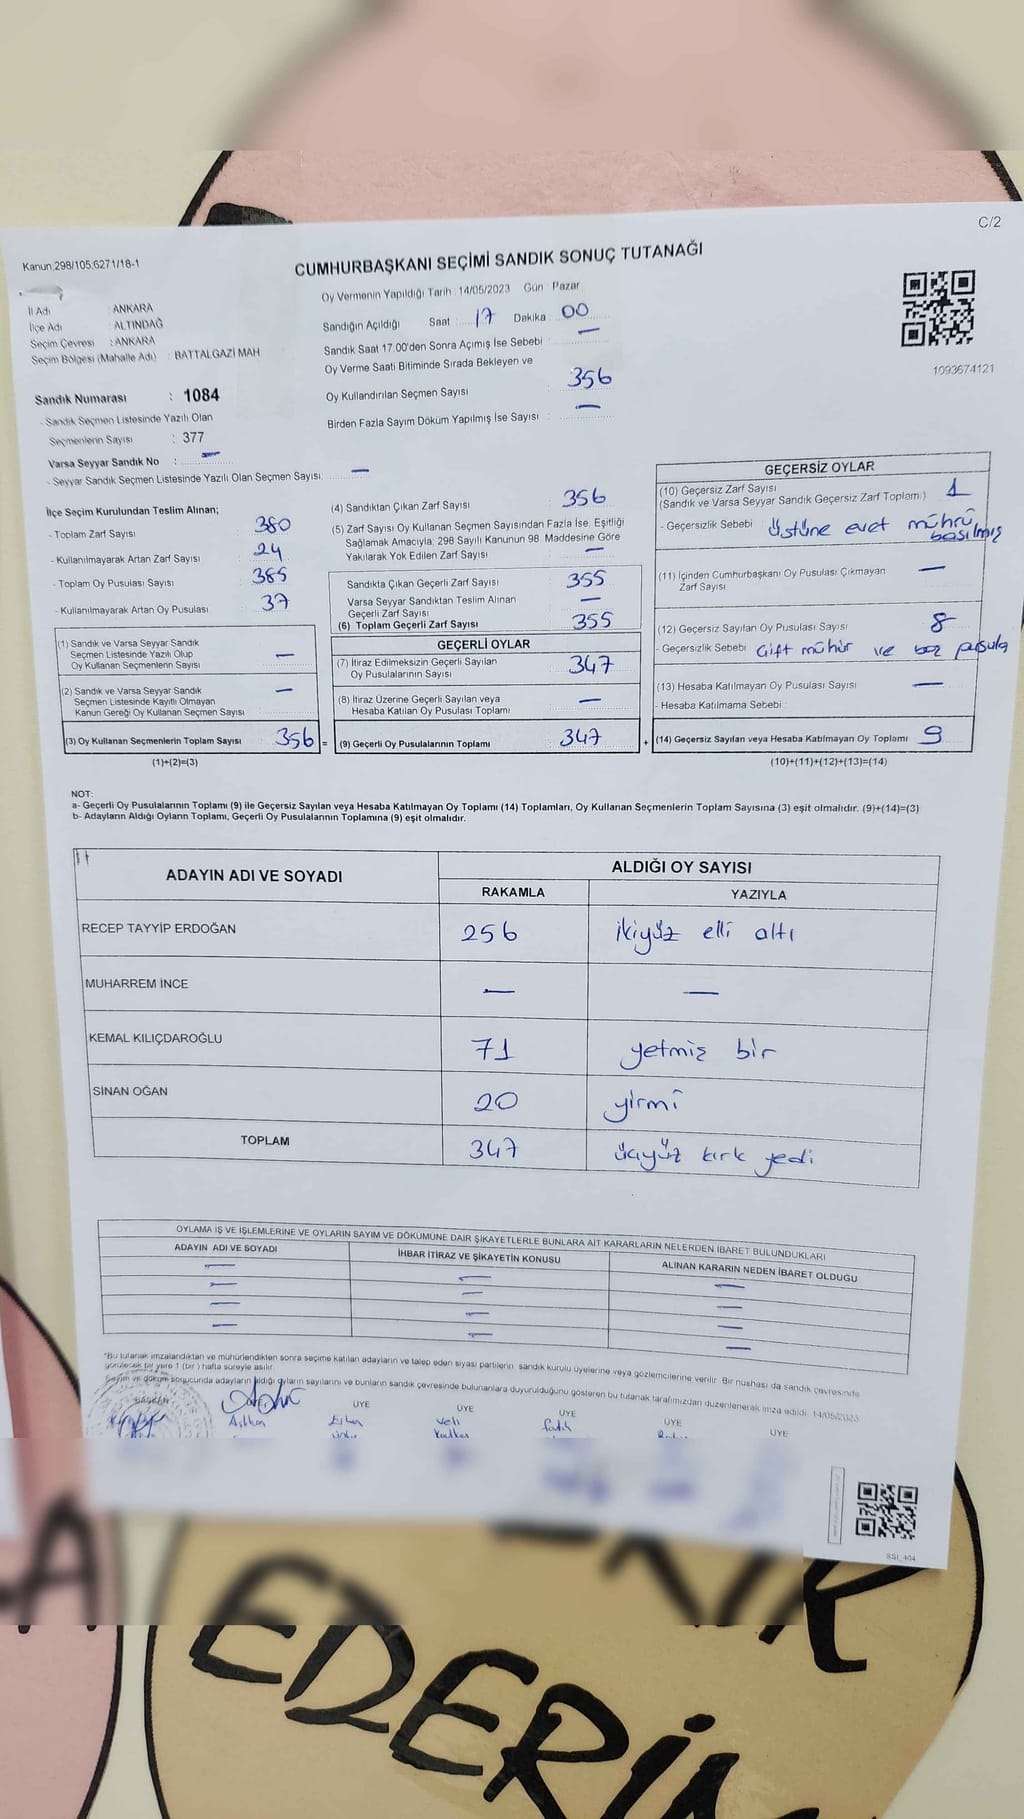 C/2
Kanun:298/105,6271/18-1
CUMHURBAŞKANI SEÇİMİ SANDIK SONUÇ TUTANAĞI
İl Adı : ANKARA
İlçe Adı : ALTINDAĞ
Seçim Çevresi : ANKARA
Seçim Bölgesi (Mahalle Adı) : BATTALGAZİ MAH.
Sandık Numarası : 1084
- Sandık Seçmen Listesinde Yazılı Olan
Seçmenlerin Sayısı : 377
Varsa Seyyar Sandık No : —
- Seyyar Sandık Seçmen Listesinde Yazılı Olan Seçmen Sayısı —
Oy Vermenin Yapıldığı Tarih : 14/05/2023 Gün : Pazar
Sandığın Açıldığı Saat : 17 Dakika : 00
Sandık Saat 17.00'den Sonra Açımış İse Sebebi : —
Oy Verme Saati Bitiminde Sırada Bekleyen ve
Oy Kullandırılan Seçmen Sayısı : 356
Birden Fazla Sayım Döküm Yapılmış İse Sayısı : —
1093674121
İlçe Seçim Kurulundan Teslim Alınan;
- Toplam Zarf Sayısı 380
- Kullanılmayarak Artan Zarf Sayısı 24
- Toplam Oy Pusulası Sayısı 385
- Kullanılmayarak Artan Oy Pusulası 37
(1) Sandık ve Varsa Seyyar Sandık
Seçmen Listesinde Yazılı Olup
Oy Kullanan Seçmenlerin Sayısı —
(2) Sandık ve Varsa Seyyar Sandık
Seçmen Listesinde Kayıtlı Olmayan
Kanun Gereği Oy Kullanan Seçmen Sayısı —
(3) Oy Kullanan Seçmenlerin Toplam Sayısı 356 =
(1)+(2)=(3)
(4) Sandıktan Çıkan Zarf Sayısı 356
(5) Zarf Sayısı Oy Kullanan Seçmen Sayısından Fazla İse, Eşitliği
Sağlamak Amacıyla, 298 Sayılı Kanunun 98. Maddesine Göre
Yakılarak Yok Edilen Zarf Sayısı —
Sandıkta Çıkan Geçerli Zarf Sayısı 355
Varsa Seyyar Sandıktan Teslim Alınan
Geçerli Zarf Sayısı —
(6) Toplam Geçerli Zarf Sayısı 355
GEÇERLİ OYLAR
(7) İtiraz Edilmeksizin Geçerli Sayılan
Oy Pusulalarının Sayısı 347
(8) İtiraz Üzerine Geçerli Sayılan veya
Hesaba Katılan Oy Pusulası Toplamı —
(9) Geçerli Oy Pusulalarının Toplamı 347 +
GEÇERSİZ OYLAR
(10) Geçersiz Zarf Sayısı
(Sandık ve Varsa Seyyar Sandık Geçersiz Zarf Toplamı) 1
- Geçersizlik Sebebi Üstüne evet mührü
basılmış
(11) İçinden Cumhurbaşkanı Oy Pusulası Çıkmayan
Zarf Sayısı —
(12) Geçersiz Sayılan Oy Pusulası Sayısı 8
- Geçersizlik Sebebi Çift mühür ve boz pusula
(13) Hesaba Katılmayan Oy Pusulası Sayısı —
- Hesaba Katılmama Sebebi
(14) Geçersiz Sayılan veya Hesaba Katılmayan Oy Toplamı 9
(10)+(11)+(12)+(13)=(14)
NOT:
a- Geçerli Oy Pusulalarının Toplamı (9) ile Geçersiz Sayılan veya Hesaba Katılmayan Oy Toplamı (14) Toplamları, Oy Kullanan Seçmenlerin Toplam Sayısına (3) eşit olmalıdır. (9)+(14)=(3)
b- Adayların Aldığı Oyların Toplamı, Geçerli Oy Pusulalarının Toplamına (9) eşit olmalıdır.
ADAYIN ADI VE SOYADI ALDIĞI OY SAYISI
RAKAMLA YAZIYLA
RECEP TAYYİP ERDOĞAN 256 ikiyüz elli altı
MUHARREM İNCE — —
KEMAL KILIÇDAROĞLU 71 yetmiş bir
SİNAN OĞAN 20 yirmi
TOPLAM 347 üçyüz kırk yedi
OYLAMA İŞ VE İŞLEMLERİNE VE OYLARIN SAYIM VE DÖKÜMÜNE DAİR ŞİKAYETLERLE BUNLARA AİT KARARLARIN NELERDEN İBARET BULUNDUKLARI
ADAYIN ADI VE SOYADI İHBAR İTİRAZ VE ŞİKAYETİN KONUSU ALINAN KARARIN NEDEN İBARET OLDUĞU
— — —
— — —
— — —
— — —
*Bu tutanak imzalandıktan ve mühürlendikten sonra seçime katılan adayların ve talep eden siyasi partilerin sandık kurulu üyelerine veya gözlemcilerine verilir. Bir nüshası da sandık çevresinde
görülecek bir yere 1 (bir) hafta süreyle asılır.
Sayım ve döküm sonucunda adayların aldığı oyların sayılarını ve bunların sandık çevresinde bulunanlara duyurulduğunu gösteren bu tutanak tarafımızdan düzenlenerek imza edildi. 14/05/2023
BAŞKAN ÜYE ÜYE ÜYE ÜYE ÜYE
Veli Fatih
SSI_404
EDERİM